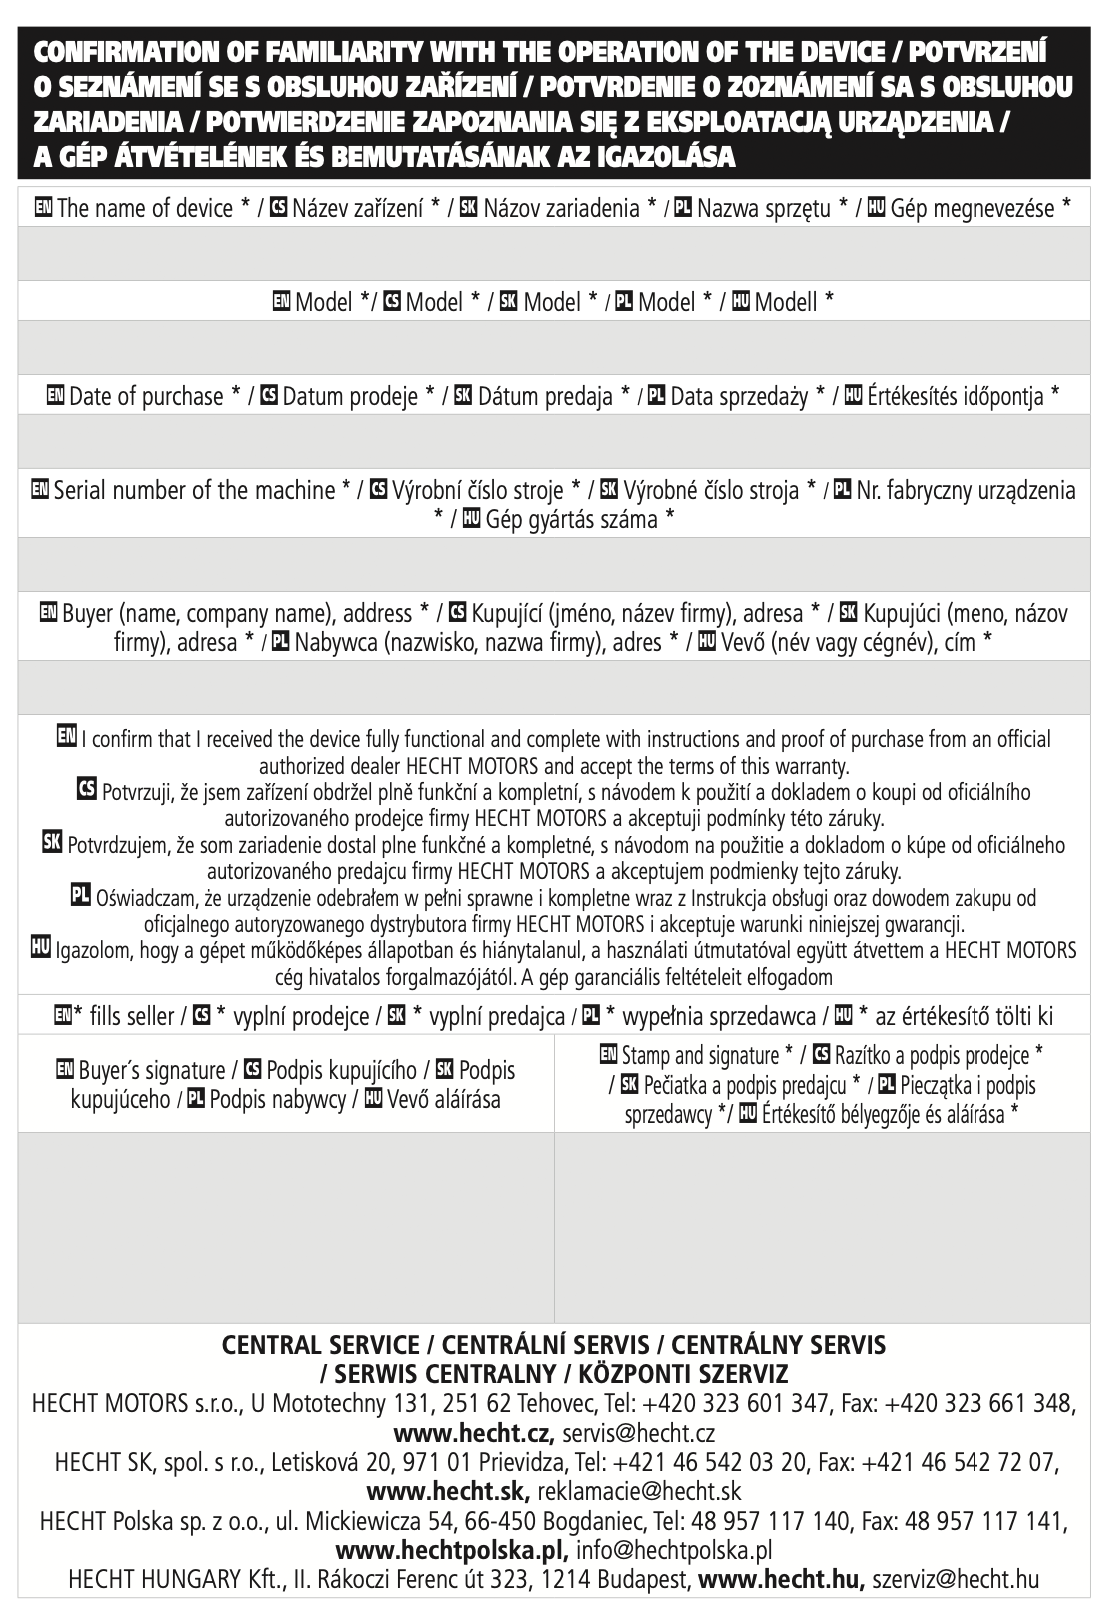 CONFIRMATION OF FAMILIARITY WITH THE OPERATION OF THE DEVICE / POTVRZENÍ
O SEZNÁMENÍ SE S OBSLUHOU ZAŘÍZENÍ / POTVRDENIE O ZOZNÁMENÍ SA S OBSLUHOU
ZARIADENIA / POTWIERDZENIE ZAPOZNANIA SIĘ Z EKSPLOATACJĄ URZĄDZENIA /
A GÉP ÁTVÉTELÉNEK ÉS BEMUTATÁSÁNAK AZ IGAZOLÁSA
EN The name of device * / CS Název zařízení * / SK Názov zariadenia * / PL Nazwa sprzętu * / HU Gép megnevezése *
EN Model */ CS Model * / SK Model * / PL Model * / HU Modell *
EN Date of purchase * / CS Datum prodeje * / SK Dátum predaja * / PL Data sprzedaży * / HU Értékesítés időpontja *
EN Serial number of the machine * / CS Výrobní číslo stroje * / SK Výrobné číslo stroja * / PL Nr. fabryczny urządzenia
* / HU Gép gyártás száma *
EN Buyer (name, company name), address * / CS Kupující (jméno, název firmy), adresa * / SK Kupujúci (meno, názov
firmy), adresa * / PL Nabywca (nazwisko, nazwa firmy), adres * / HU Vevő (név vagy cégnév), cím *
EN I confirm that I received the device fully functional and complete with instructions and proof of purchase from an official
authorized dealer HECHT MOTORS and accept the terms of this warranty.
CS Potvrzuji, že jsem zařízení obdržel plně funkční a kompletní, s návodem k použití a dokladem o koupi od oficiálního
autorizovaného prodejce firmy HECHT MOTORS a akceptuji podmínky této záruky.
SK Potvrdzujem, že som zariadenie dostal plne funkčné a kompletné, s návodom na použitie a dokladom o kúpe od oficiálneho
autorizovaného predajcu firmy HECHT MOTORS a akceptujem podmienky tejto záruky.
PL Oświadczam, że urządzenie odebrałem w pełni sprawne i kompletne wraz z Instrukcja obsługi oraz dowodem zakupu od
oficjalnego autoryzowanego dystrybutora firmy HECHT MOTORS i akceptuje warunki niniejszej gwarancji.
HU Igazolom, hogy a gépet működőképes állapotban és hiánytalanul, a használati útmutatóval együtt átvettem a HECHT MOTORS
cég hivatalos forgalmazójától. A gép garanciális feltételeit elfogadom
EN* fills seller / CS * vyplní prodejce / SK * vyplní predajca / PL * wypełnia sprzedawca / HU * az értékesítő tölti ki
EN Buyer´s signature / CS Podpis kupujícího / SK Podpis
kupujúceho / PL Podpis nabywcy / HU Vevő aláírása
EN Stamp and signature * / CS Razítko a podpis prodejce *
/ SK Pečiatka a podpis predajcu * / PL Pieczątka i podpis
sprzedawcy */ HU Értékesítő bélyegzője és aláírása *
CENTRAL SERVICE / CENTRÁLNÍ SERVIS / CENTRÁLNY SERVIS
/ SERWIS CENTRALNY / KÖZPONTI SZERVIZ
HECHT MOTORS s.r.o., U Mototechny 131, 251 62 Tehovec, Tel: +420 323 601 347, Fax: +420 323 661 348,
www.hecht.cz, servis@hecht.cz
HECHT SK, spol. s r.o., Letisková 20, 971 01 Prievidza, Tel: +421 46 542 03 20, Fax: +421 46 542 72 07,
www.hecht.sk, reklamacie@hecht.sk
HECHT Polska sp. z o.o., ul. Mickiewicza 54, 66-450 Bogdaniec, Tel: 48 957 117 140, Fax: 48 957 117 141,
www.hechtpolska.pl, info@hechtpolska.pl
HECHT HUNGARY Kft., II. Rákoczi Ferenc út 323, 1214 Budapest, www.hecht.hu, szerviz@hecht.hu